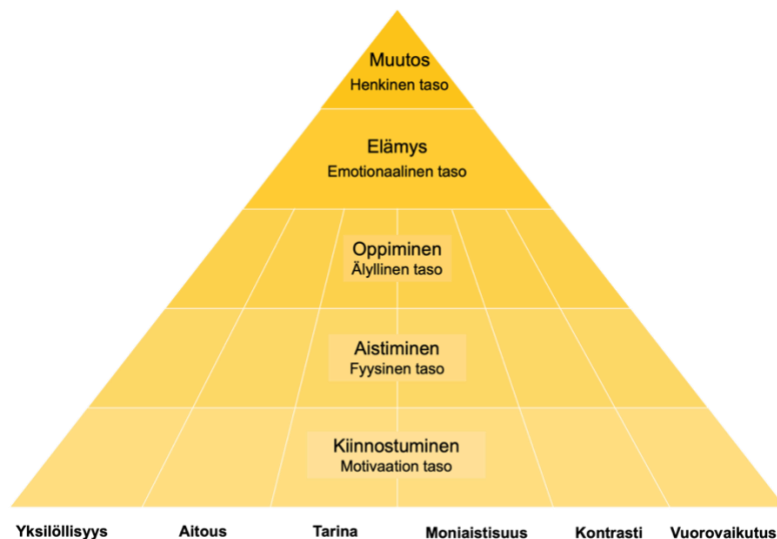 Muutos
Henkinen taso
Elämys
Emotionaalinen taso
Oppiminen
Älyllinen taso
Aistiminen
Fyysinen taso
Kiinnostuminen
Motivaation taso
Yksilöllisyys Aitous Tarina Moniaistisuus Kontrasti Vuorovaikutus